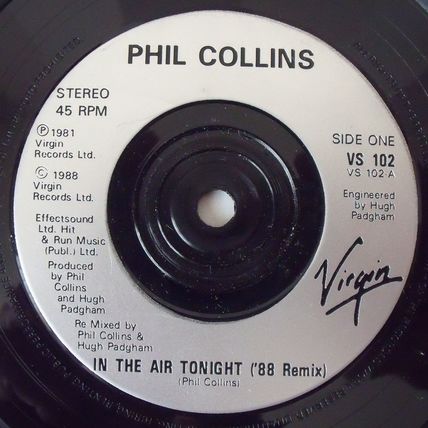 PHIL COLLINS
STEREO
45 RPM
Ⓟ 1981
Virgin
Records Ltd.
© 1988
Virgin
Records Ltd.
Effectsound
Ltd. Hit
& Run Music
(Publ.) Ltd.
Produced
by Phil
Collins
and Hugh
Padgham
Re Mixed by
Phil Collins &
Hugh Padgham
SIDE ONE
VS 102
VS 102-A
Engineered
by Hugh
Padgham
Virgin
IN THE AIR TONIGHT ('88 Remix)
(Phil Collins)